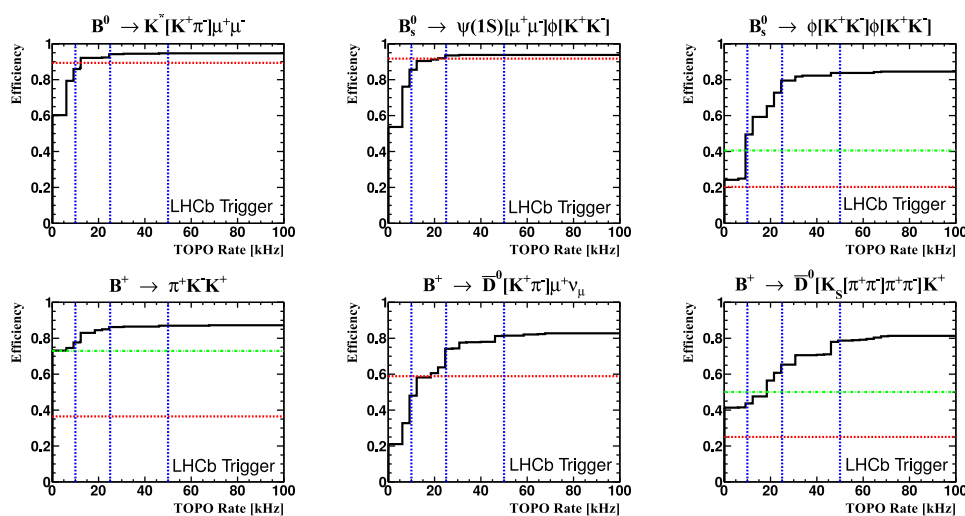 B⁰ → K*[K⁺π⁻]μ⁺μ⁻
Efficiency
1
0.8
0.6
0.4
0.2
0
LHCb Trigger
0 20 40 60 80 100
TOPO Rate [kHz]
B⁰ₛ → ψ(1S)[μ⁺μ⁻]φ[K⁺K⁻]
Efficiency
1
0.8
0.6
0.4
0.2
0
LHCb Trigger
0 20 40 60 80 100
TOPO Rate [kHz]
B⁰ₛ → φ[K⁺K⁻]φ[K⁺K⁻]
Efficiency
1
0.8
0.6
0.4
0.2
0
LHCb Trigger
0 20 40 60 80 100
TOPO Rate [kHz]
B⁺ → π⁺K⁻K⁺
Efficiency
1
0.8
0.6
0.4
0.2
0
LHCb Trigger
0 20 40 60 80 100
TOPO Rate [kHz]
B⁺ → D̅⁰[K⁺π⁻]μ⁺ν_μ
Efficiency
1
0.8
0.6
0.4
0.2
0
LHCb Trigger
0 20 40 60 80 100
TOPO Rate [kHz]
B⁺ → D̅⁰[K_S[π⁺π⁻]π⁺π⁻]K⁺
Efficiency
1
0.8
0.6
0.4
0.2
0
LHCb Trigger
0 20 40 60 80 100
TOPO Rate [kHz]